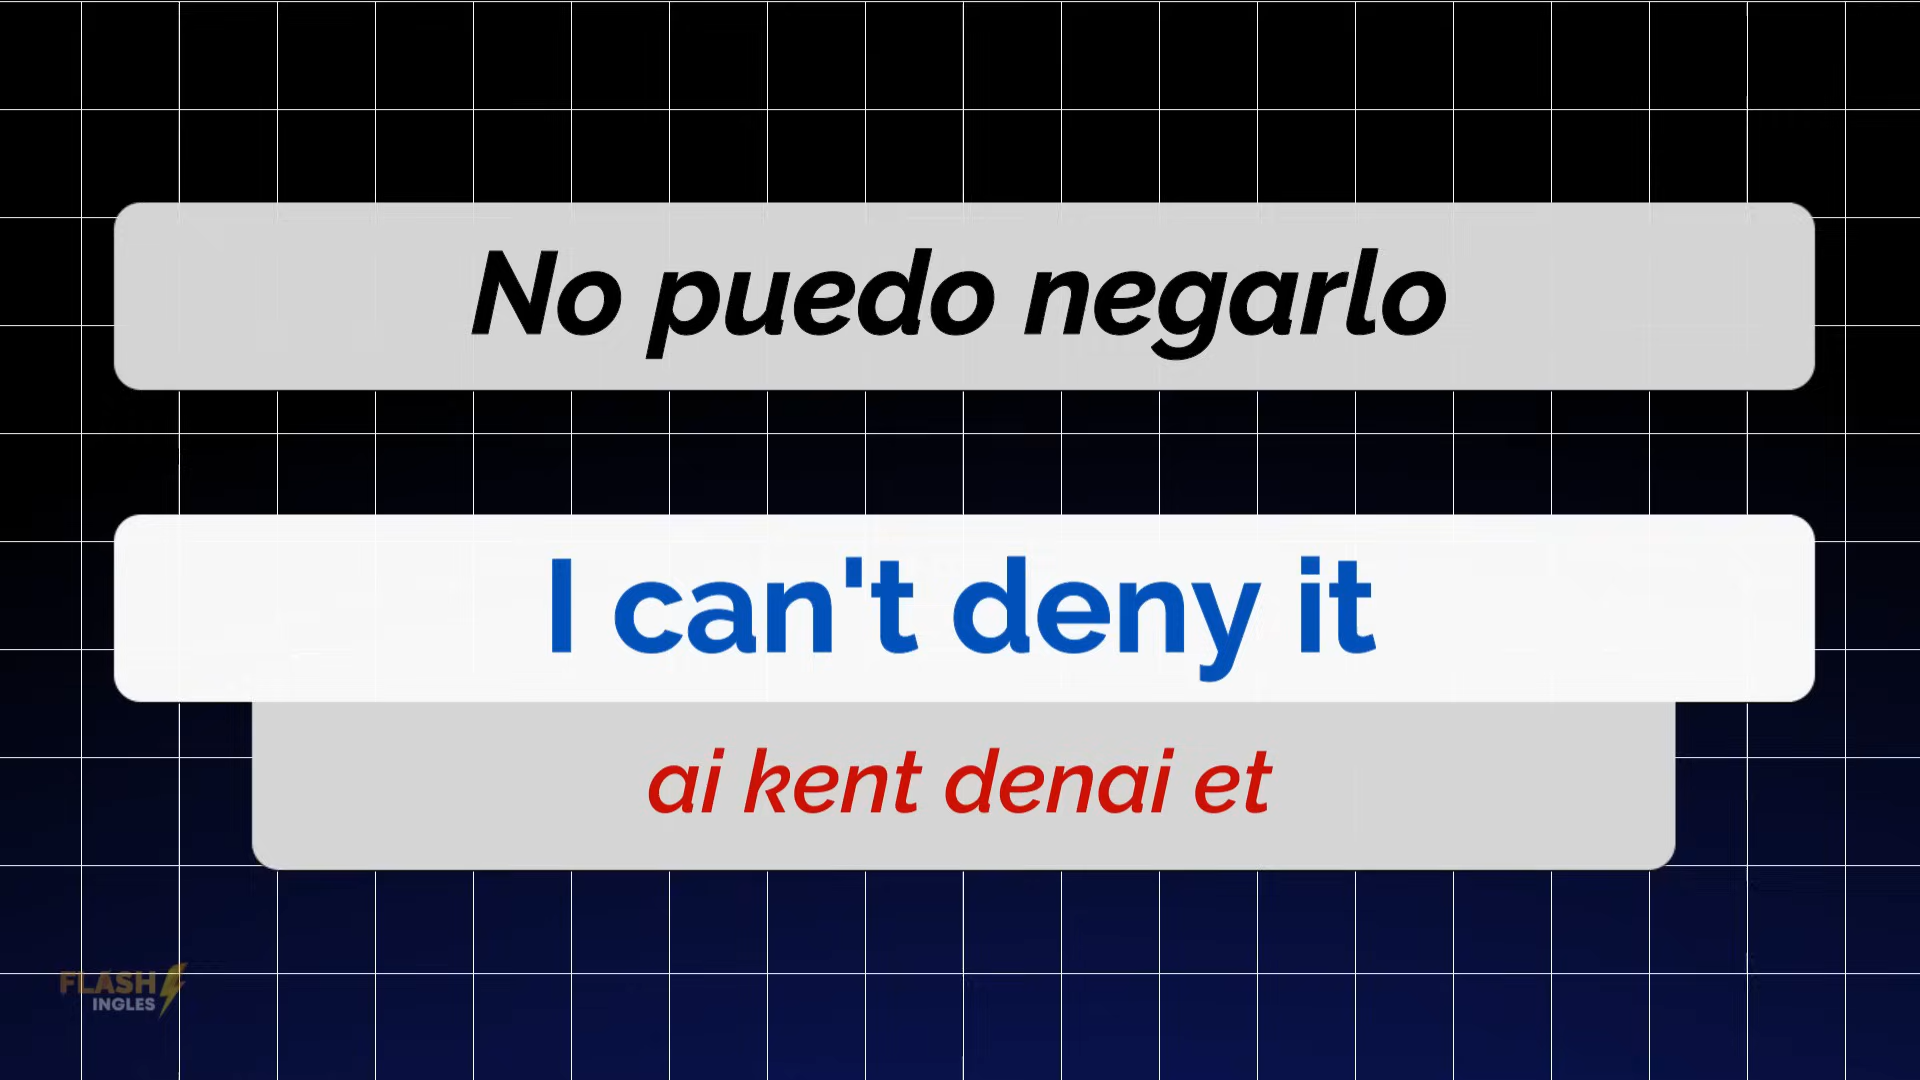 No puedo negarlo
I can't deny it
ai kent denai et
FLASH
INGLES